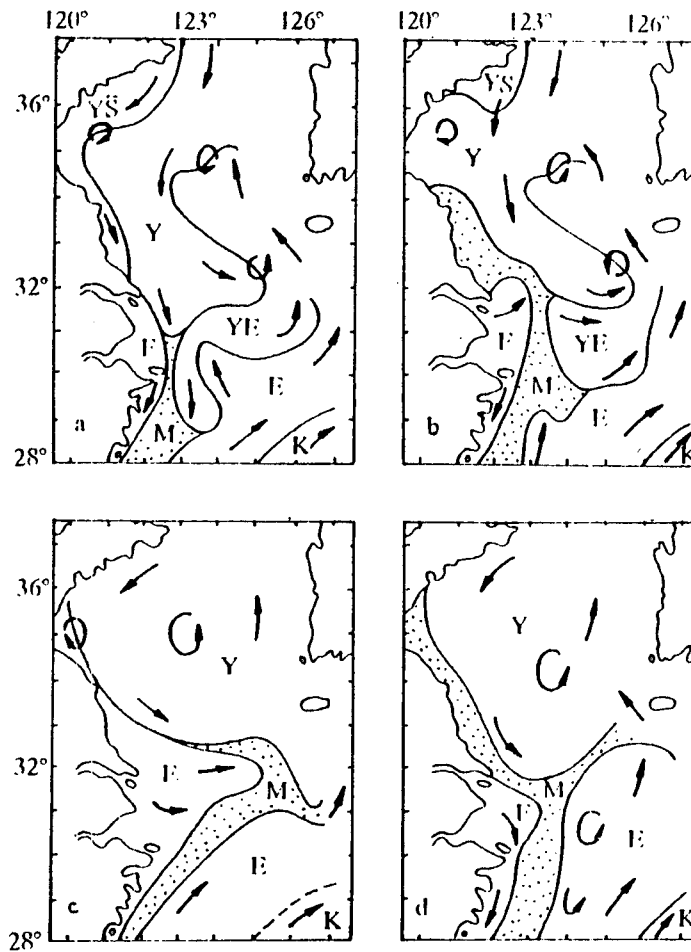 120° 123° 126° 120° 123° 126°
36° YS YS
Y Y
32°
F YE F YE
E M E
a M K b K
28°
36°
Y Y
32° F M M
F E
E
c K d K
28°